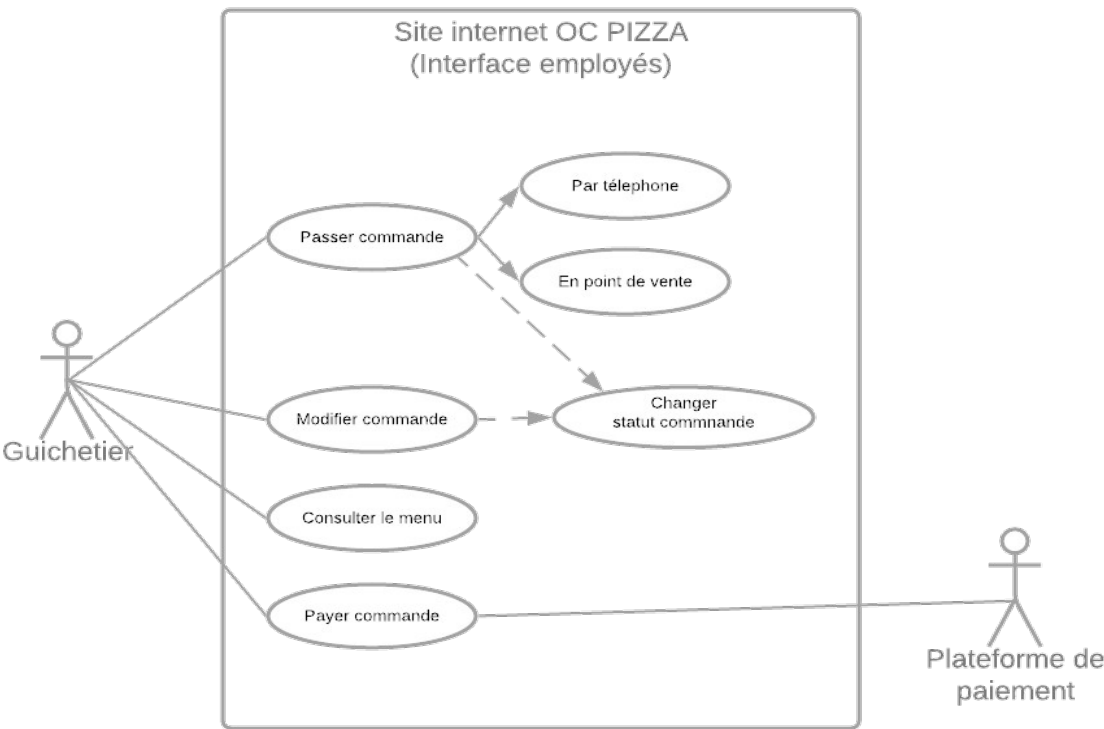 Site internet OC PIZZA
(Interface employés)
Par télephone
Passer commande
En point de vente
Changer
statut commnande
Modifier commande
Guichetier
Consulter le menu
Payer commande
Plateforme de
paiement